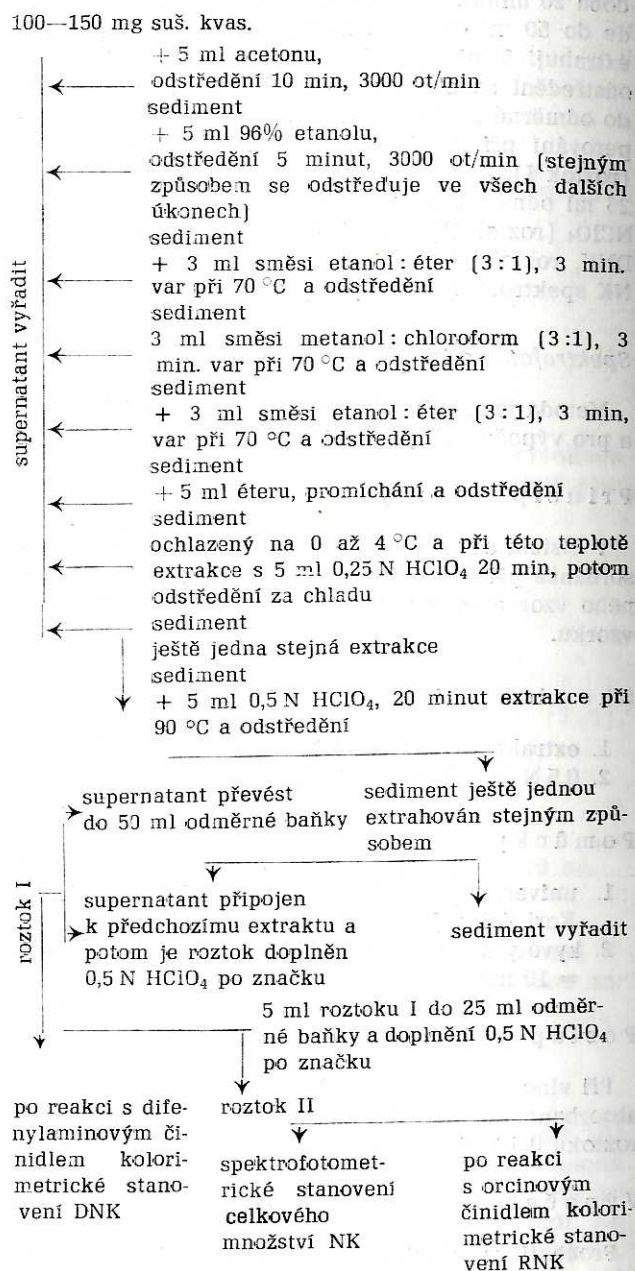 100—150 mg suš. kvas.
+ 5 ml acetonu,
odstředění 10 min, 3000 ot/min
sediment
+ 5 ml 96% etanolu,
odstředění 5 minut, 3000 ot/min (stejným
způsobem se odstřeďuje ve všech dalších
úkonech)
sediment
+ 3 ml směsi etanol : éter (3 : 1), 3 min.
var při 70 °C a odstředění
sediment
3 ml směsi metanol : chloroform (3 :1), 3
min. var při 70 °C a odstředění
sediment
+ 3 ml směsi etanol : éter (3 : 1), 3 min,
var při 70 °C a odstředění
sediment
+ 5 ml éteru, promíchání a odstředění
sediment
ochlazený na 0 až 4 °C a při této teplotě
extrakce s 5 ml 0,25 N HClO₄ 20 min, potom
odstředění za chladu
sediment
ještě jedna stejná extrakce
sediment
+ 5 ml 0,5 N HClO₄, 20 minut extrakce při
90 °C a odstředění
supernatant vyřadit
supernatant převést
do 50 ml odměrné baňky
sediment ještě jednou
extrahován stejným způ-
sobem
roztok I
supernatant připojen
k předchozímu extraktu a
potom je roztok doplněn
0,5 N HClO₄ po značku
sediment vyřadit
5 ml roztoku I do 25 ml odměr-
né baňky a doplnění 0,5 N HClO₄
po značku
po reakci s dife-
nylaminovým či-
nidlem kolori-
metrické stano-
vení DNK
roztok II
spektrofotomet-
rické stanovení
celkového
množství NK
po reakci
s orcinovým
činidlem kolori-
metrické stano-
vení RNK